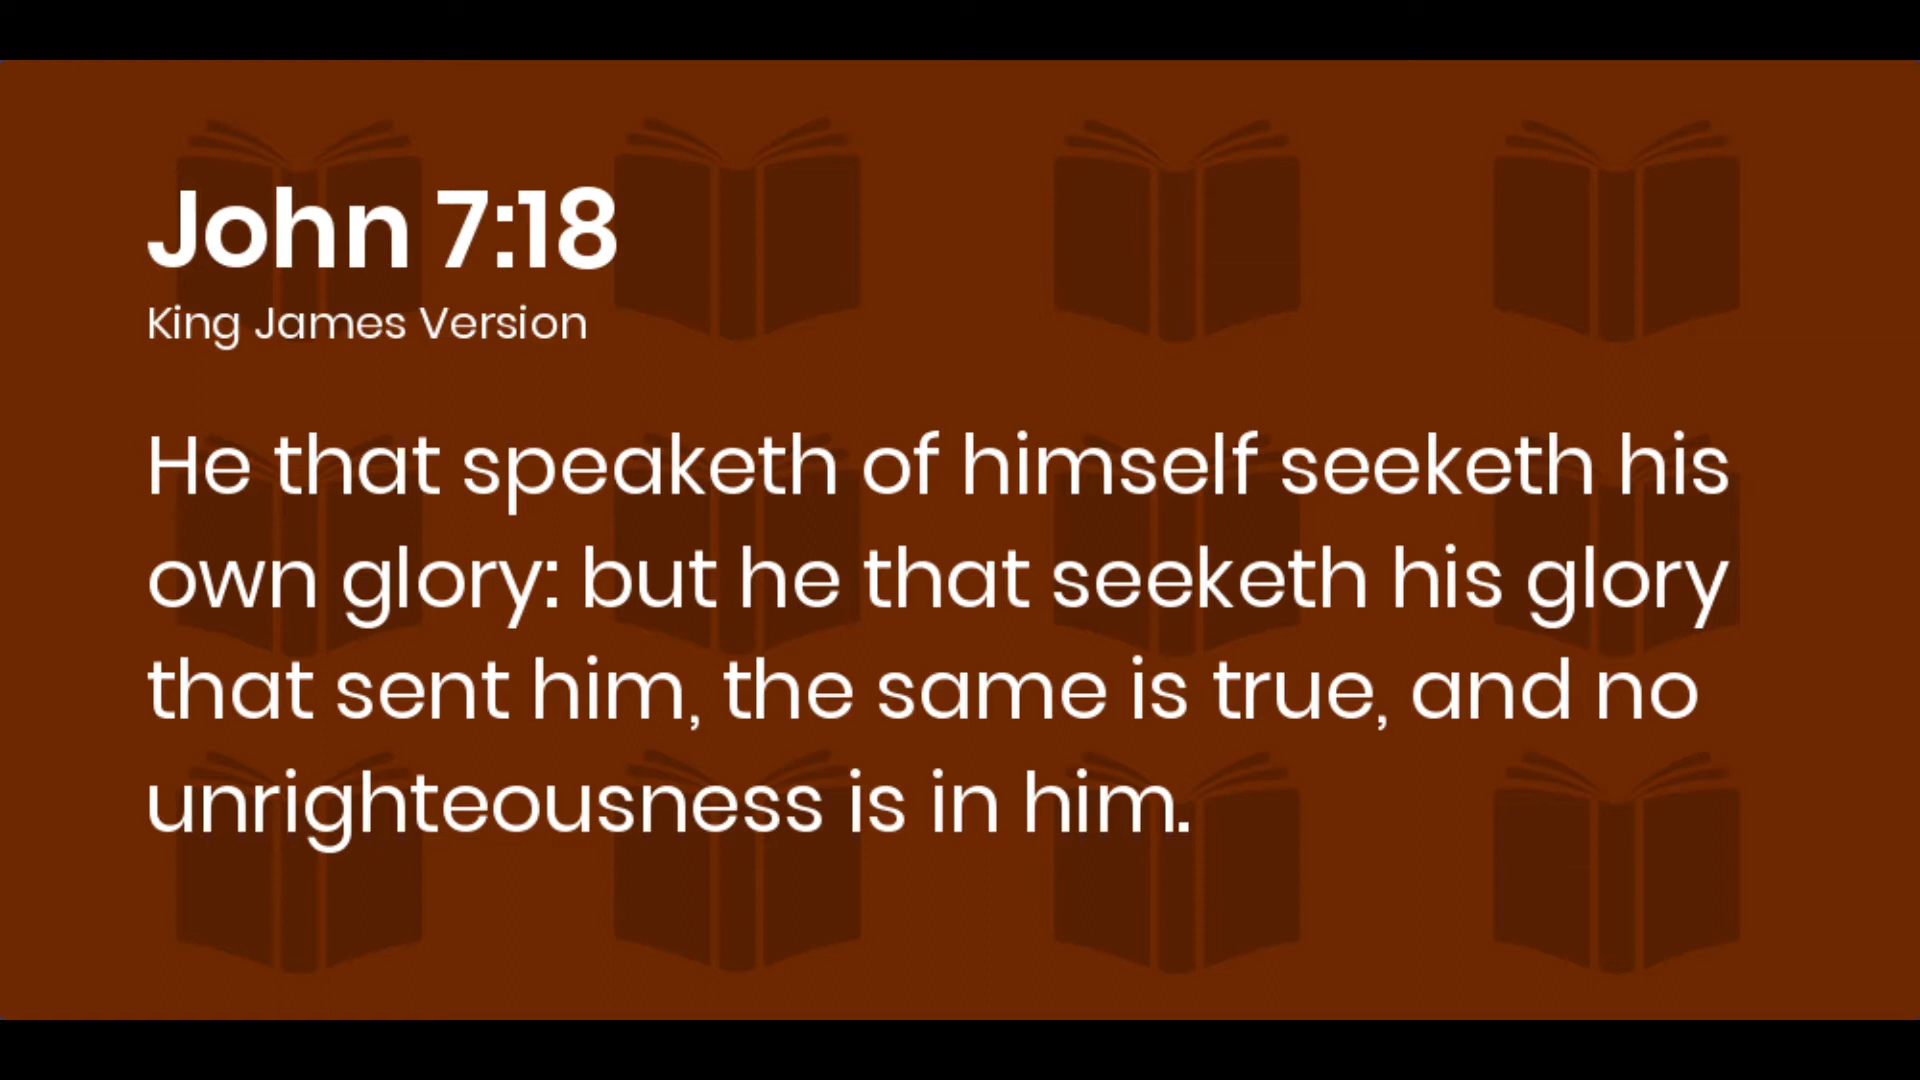 John 7:18
King James Version
He that speaketh of himself seeketh his
own glory: but he that seeketh his glory
that sent him, the same is true, and no
unrighteousness is in him.